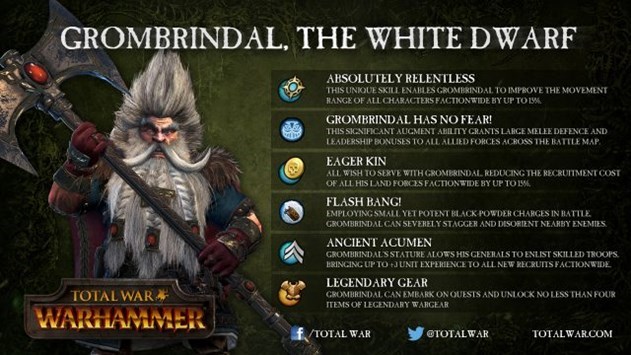 GROMBRINDAL, THE WHITE DWARF
ABSOLUTELY RELENTLESS
THIS UNIQUE SKILL ENABLES GROMBRINDAL TO IMPROVE THE MOVEMENT
RANGE OF ALL CHARACTERS FACTIONWIDE BY UP TO 15%.
GROMBRINDAL HAS NO FEAR!
THIS SIGNIFICANT AUGMENT ABILITY GRANTS LARGE MELEE DEFENCE AND
LEADERSHIP BONUSES TO ALL ALLIED FORCES ACROSS THE BATTLE MAP.
EAGER KIN
ALL WISH TO SERVE WITH GROMBRINDAL, REDUCING THE RECRUITMENT COST
OF ALL HIS LAND FORCES FACTIONWIDE BY UP TO 15%.
FLASH BANG!
EMPLOYING SMALL YET POTENT BLACK-POWDER CHARGES IN BATTLE,
GROMBRINDAL CAN SEVERELY STAGGER AND DISORIENT NEARBY ENEMIES.
ANCIENT ACUMEN
GROMBRINDAL'S STATURE ALOWS HIS GENERALS TO ENLIST SKILLED TROOPS,
BRINGING UP TO +3 UNIT EXPERIENCE TO ALL NEW RECRUITS FACTIONWIDE.
LEGENDARY GEAR
GROMBRINDAL CAN EMBARK ON QUESTS AND UNLOCK NO LESS THAN FOUR
ITEMS OF LEGENDARY WARGEAR
TOTAL WAR
WARHAMMER
f /TOTAL WAR
@TOTALWAR
TOTALWAR.COM